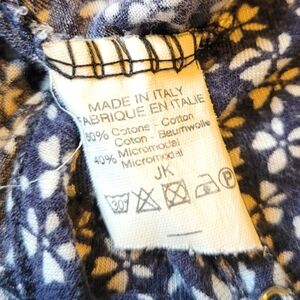 MADE IN ITALY
FABRIQUE EN ITALIE
60% Cotone - Cotton
Coton - Baumwolle
40% Micromodal
Micromodal
JK
30
P